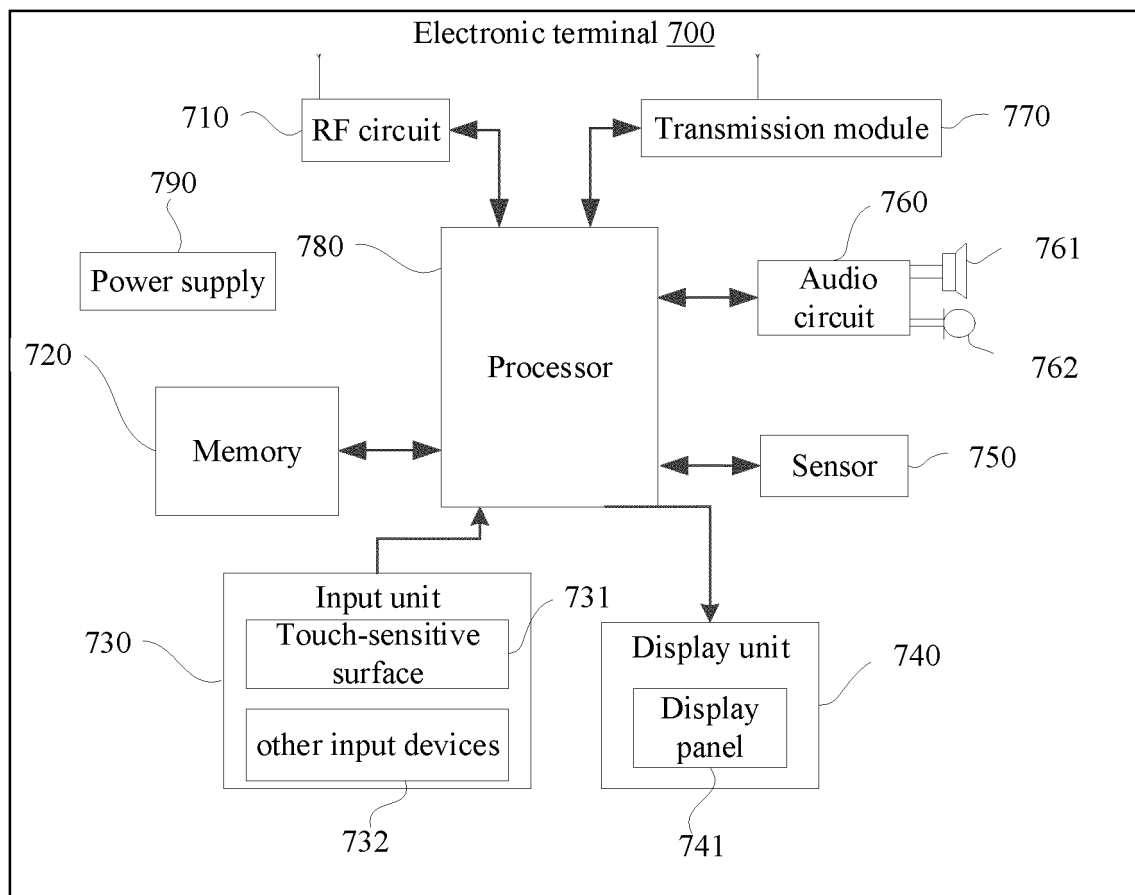 Electronic terminal 700
710
RF circuit
Transmission module
770
790
Power supply
780
760
Audio
circuit
761
762
Processor
720
Memory
Sensor
750
Input unit
731
Touch-sensitive
surface
730
other input devices
732
Display unit
740
Display
panel
741